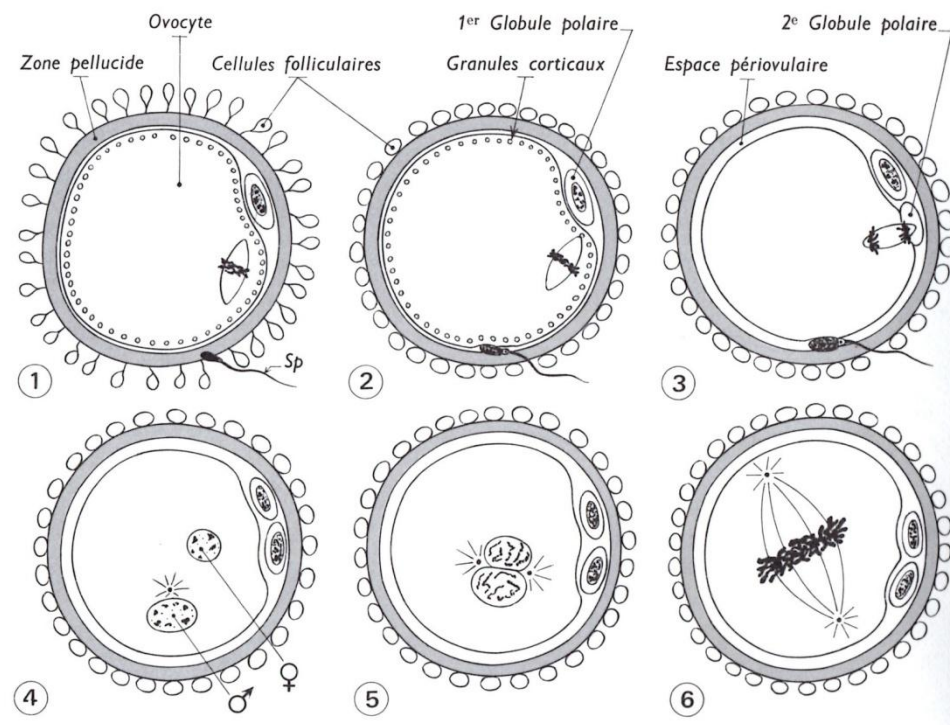 Ovocyte
1er Globule polaire
2e Globule polaire
Zone pellucide
Cellules folliculaires
Granules corticaux
Espace périovulaire
Sp
1
2
3
4
♂
♀
5
6